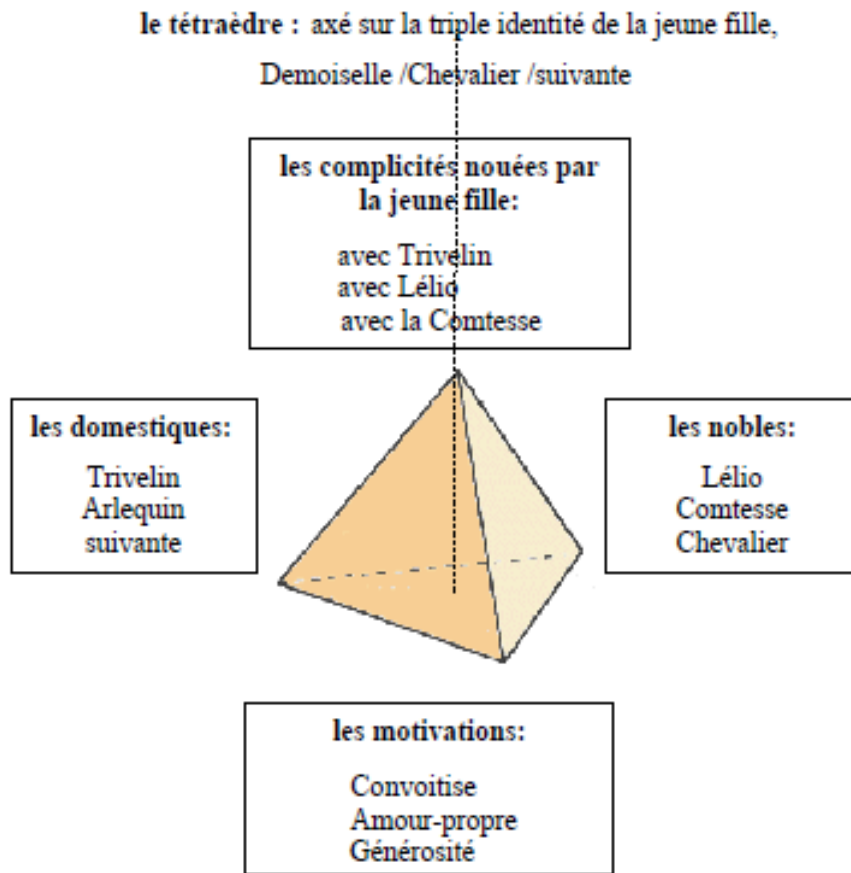 le tétraèdre : axé sur la triple identité de la jeune fille,
Demoiselle /Chevalier /suivante
les complicités nouées par
la jeune fille:
avec Trivelin
avec Lélio
avec la Comtesse
les domestiques:
Trivelin
Arlequin
suivante
les nobles:
Lélio
Comtesse
Chevalier
les motivations:
Convoitise
Amour-propre
Générosité